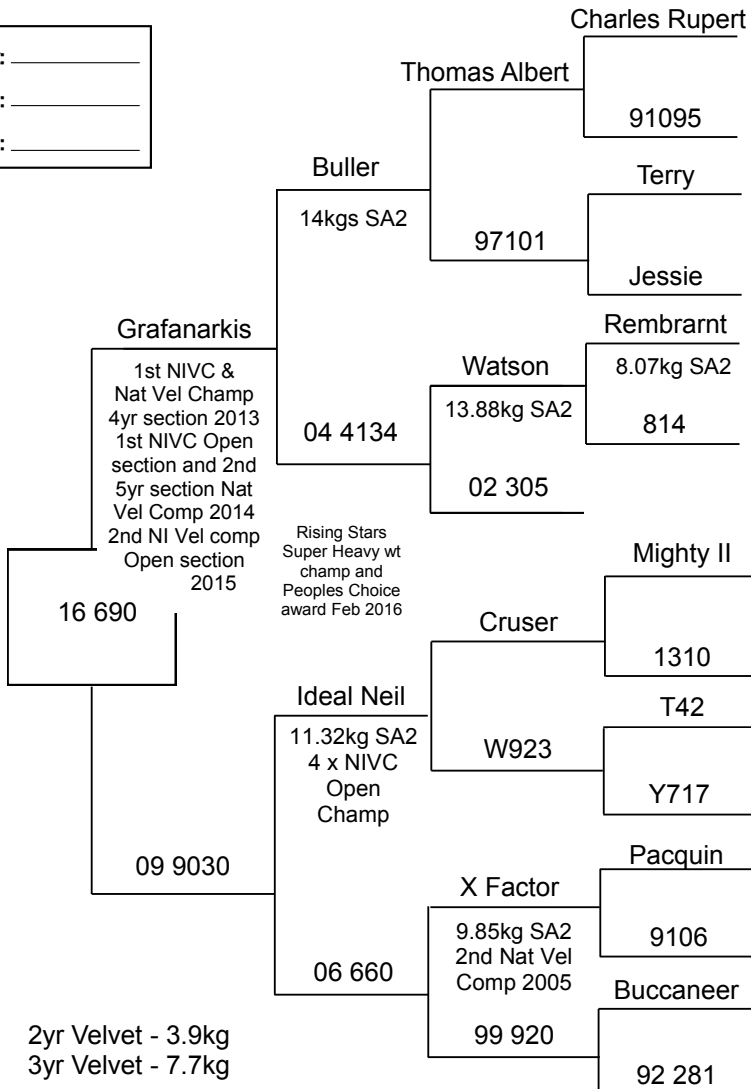 : ____________
: ____________
: ____________
Charles Rupert
Thomas Albert
91095
Buller
Terry
14kgs SA2
97101
Jessie
Grafanarkis
Rembrarnt
1st NIVC &
Nat Vel Champ
4yr section 2013
1st NIVC Open
section and 2nd
5yr section Nat
Vel Comp 2014
2nd NI Vel comp
Open section
2015
Watson
8.07kg SA2
13.88kg SA2
04 4134
814
02 305
Rising Stars
Super Heavy wt
champ and
Peoples Choice
award Feb 2016
Mighty II
16 690
Cruser
1310
Ideal Neil
T42
11.32kg SA2
4 x NIVC
Open
Champ
W923
Y717
09 9030
Pacquin
X Factor
9.85kg SA2
2nd Nat Vel
Comp 2005
9106
06 660
Buccaneer
99 920
92 281
2yr Velvet - 3.9kg
3yr Velvet - 7.7kg